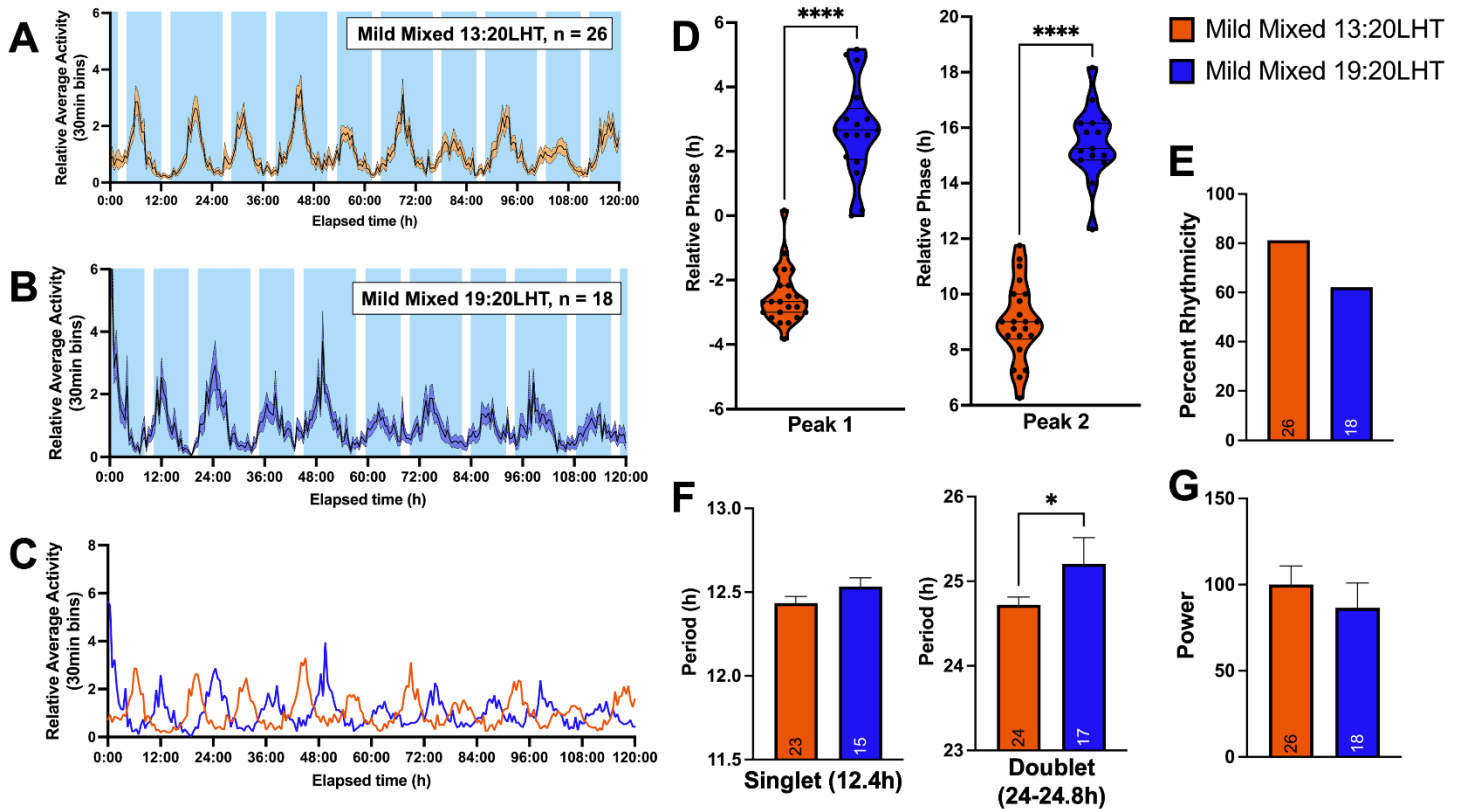 A
Relative Average Activity
(30min bins)
Mild Mixed 13:20LHT, n = 26
6
4
2
0
0:00 12:00 24:00 36:00 48:00 60:00 72:00 84:00 96:00 108:00 120:00
Elapsed time (h)
B
Relative Average Activity
(30min bins)
Mild Mixed 19:20LHT, n = 18
6
4
2
0
0:00 12:00 24:00 36:00 48:00 60:00 72:00 84:00 96:00 108:00 120:00
Elapsed time (h)
C
Relative Average Activity
(30min bins)
8
6
4
2
0
0:00 12:00 24:00 36:00 48:00 60:00 72:00 84:00 96:00 108:00 120:00
Elapsed time (h)
D
Relative Phase (h)
6
4
2
0
-2
-4
-6
****
Peak 1
Relative Phase (h)
20
18
16
14
12
10
8
6
****
Peak 2
Mild Mixed 13:20LHT
Mild Mixed 19:20LHT
E
Percent Rhythmicity
100
80
60
40
20
0
26 18
F
Period (h)
13.0
12.5
12.0
11.5
23 15
Singlet (12.4h)
Period (h)
26
25
24
23
*
24 17
Doublet
(24-24.8h)
G
Power
150
100
50
0
26 18